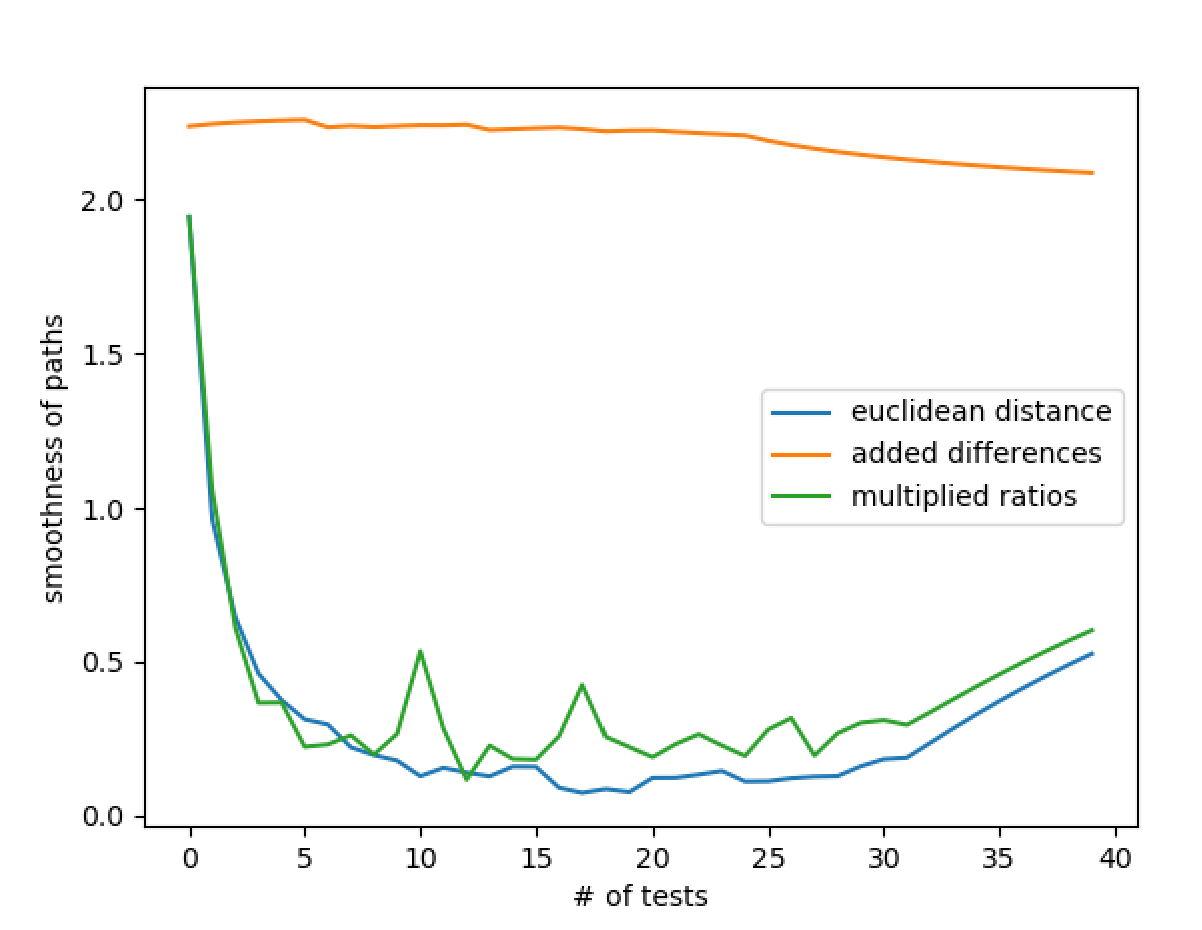 2.0
1.5
1.0
0.5
0.0
smoothness of paths
euclidean distance
added differences
multiplied ratios
0 5 10 15 20 25 30 35 40
# of tests